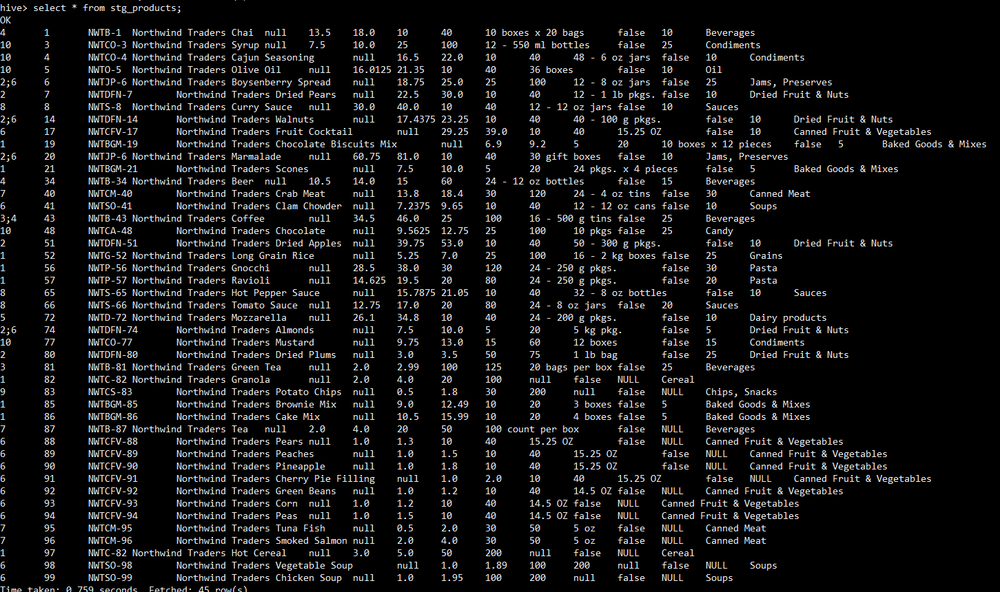 hive> select * from stg_products;
OK
4	1	NWTB-1	Northwind Traders Chai	null	13.5	18.0	10	40	10 boxes x 20 bags	false	10	Beverages
10	3	NWTCO-3	Northwind Traders Syrup	null	7.5	10.0	25	100	12 - 550 ml bottles	false	25	Condiments
10	4	NWTCO-4	Northwind Traders Cajun Seasoning	null	16.5	22.0	10	40	48 - 6 oz jars	false	10	Condiments
10	5	NWTO-5	Northwind Traders Olive Oil	null	16.0125	21.35	10	40	36 boxes	false	10	Oil
2;6	6	NWTJP-6	Northwind Traders Boysenberry Spread	null	18.75	25.0	25	100	12 - 8 oz jars	false	25	Jams, Preserves
2	7	NWTDFN-7	Northwind Traders Dried Pears	null	22.5	30.0	10	40	12 - 1 lb pkgs.	false	10	Dried Fruit & Nuts
8	8	NWTS-8	Northwind Traders Curry Sauce	null	30.0	40.0	10	40	12 - 12 oz jars	false	10	Sauces
2;6	14	NWTDFN-14	Northwind Traders Walnuts	null	17.4375	23.25	10	40	40 - 100 g pkgs.	false	10	Dried Fruit & Nuts
6	17	NWTCFV-17	Northwind Traders Fruit Cocktail	null	29.25	39.0	10	40	15.25 OZ	false	10	Canned Fruit & Vegetables
1	19	NWTBGM-19	Northwind Traders Chocolate Biscuits Mix	null	6.9	9.2	5	20	10 boxes x 12 pieces	false	5	Baked Goods & Mixes
2;6	20	NWTJP-6	Northwind Traders Marmalade	null	60.75	81.0	10	40	30 gift boxes	false	10	Jams, Preserves
1	21	NWTBGM-21	Northwind Traders Scones	null	7.5	10.0	5	20	24 pkgs. x 4 pieces	false	5	Baked Goods & Mixes
4	34	NWTB-34	Northwind Traders Beer	null	10.5	14.0	15	60	24 - 12 oz bottles	false	15	Beverages
7	40	NWTCM-40	Northwind Traders Crab Meat	null	13.8	18.4	30	120	24 - 4 oz tins	false	30	Canned Meat
6	41	NWTSO-41	Northwind Traders Clam Chowder	null	7.2375	9.65	10	40	12 - 12 oz cans	false	10	Soups
3;4	43	NWTB-43	Northwind Traders Coffee	null	34.5	46.0	25	100	16 - 500 g tins	false	25	Beverages
10	48	NWTCA-48	Northwind Traders Chocolate	null	9.5625	12.75	25	100	10 pkgs	false	25	Candy
2	51	NWTDFN-51	Northwind Traders Dried Apples	null	39.75	53.0	10	40	50 - 300 g pkgs.	false	10	Dried Fruit & Nuts
1	52	NWTG-52	Northwind Traders Long Grain Rice	null	5.25	7.0	25	100	16 - 2 kg boxes	false	25	Grains
1	56	NWTP-56	Northwind Traders Gnocchi	null	28.5	38.0	30	120	24 - 250 g pkgs.	false	30	Pasta
1	57	NWTP-57	Northwind Traders Ravioli	null	14.625	19.5	20	80	24 - 250 g pkgs.	false	20	Pasta
8	65	NWTS-65	Northwind Traders Hot Pepper Sauce	null	15.7875	21.05	10	40	32 - 8 oz bottles	false	10	Sauces
8	66	NWTS-66	Northwind Traders Tomato Sauce	null	12.75	17.0	20	80	24 - 8 oz jars	false	20	Sauces
5	72	NWTD-72	Northwind Traders Mozzarella	null	26.1	34.8	10	40	24 - 200 g pkgs.	false	10	Dairy products
2;6	74	NWTDFN-74	Northwind Traders Almonds	null	7.5	10.0	5	20	5 kg pkg.	false	5	Dried Fruit & Nuts
10	77	NWTCO-77	Northwind Traders Mustard	null	9.75	13.0	15	60	12 boxes	false	15	Condiments
2	80	NWTDFN-80	Northwind Traders Dried Plums	null	3.0	3.5	50	75	1 lb bag	false	25	Dried Fruit & Nuts
3	81	NWTB-81	Northwind Traders Green Tea	null	2.0	2.99	100	125	20 bags per box	false	25	Beverages
1	82	NWTC-82	Northwind Traders Granola	null	2.0	4.0	20	100	null	false	NULL	Cereal
9	83	NWTCS-83	Northwind Traders Potato Chips	null	0.5	1.8	30	200	null	false	NULL	Chips, Snacks
1	85	NWTBGM-85	Northwind Traders Brownie Mix	null	9.0	12.49	10	20	3 boxes	false	5	Baked Goods & Mixes
1	86	NWTBGM-86	Northwind Traders Cake Mix	null	10.5	15.99	10	20	4 boxes	false	5	Baked Goods & Mixes
7	87	NWTB-87	Northwind Traders Tea	null	2.0	4.0	20	50	100 count per box	false	NULL	Beverages
6	88	NWTCFV-88	Northwind Traders Pears	null	1.0	1.3	10	40	15.25 OZ	false	NULL	Canned Fruit & Vegetables
6	89	NWTCFV-89	Northwind Traders Peaches	null	1.0	1.5	10	40	15.25 OZ	false	NULL	Canned Fruit & Vegetables
6	90	NWTCFV-90	Northwind Traders Pineapple	null	1.0	1.8	10	40	15.25 OZ	false	NULL	Canned Fruit & Vegetables
6	91	NWTCFV-91	Northwind Traders Cherry Pie Filling	null	1.0	2.0	10	40	15.25 OZ	false	NULL	Canned Fruit & Vegetables
6	92	NWTCFV-92	Northwind Traders Green Beans	null	1.0	1.2	10	40	14.5 OZ	false	NULL	Canned Fruit & Vegetables
6	93	NWTCFV-93	Northwind Traders Corn	null	1.0	1.2	10	40	14.5 OZ	false	NULL	Canned Fruit & Vegetables
6	94	NWTCFV-94	Northwind Traders Peas	null	1.0	1.5	10	40	14.5 OZ	false	NULL	Canned Fruit & Vegetables
7	95	NWTCM-95	Northwind Traders Tuna Fish	null	0.5	2.0	30	50	5 oz	false	NULL	Canned Meat
7	96	NWTCM-96	Northwind Traders Smoked Salmon	null	2.0	4.0	30	50	5 oz	false	NULL	Canned Meat
1	97	NWTC-82	Northwind Traders Hot Cereal	null	3.0	5.0	50	200	null	false	NULL	Cereal
6	98	NWTSO-98	Northwind Traders Vegetable Soup	null	1.0	1.89	100	200	null	false	NULL	Soups
6	99	NWTSO-99	Northwind Traders Chicken Soup	null	1.0	1.95	100	200	null	false	NULL	Soups
Time taken: 0.759 seconds, Fetched: 45 row(s)